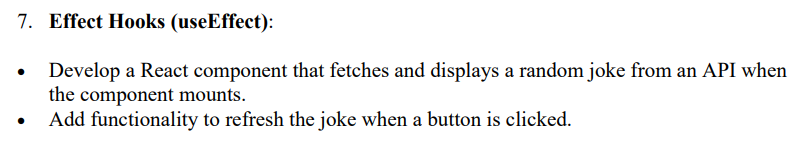 7. Effect Hooks (useEffect):
• Develop a React component that fetches and displays a random joke from an API when
the component mounts.
• Add functionality to refresh the joke when a button is clicked.